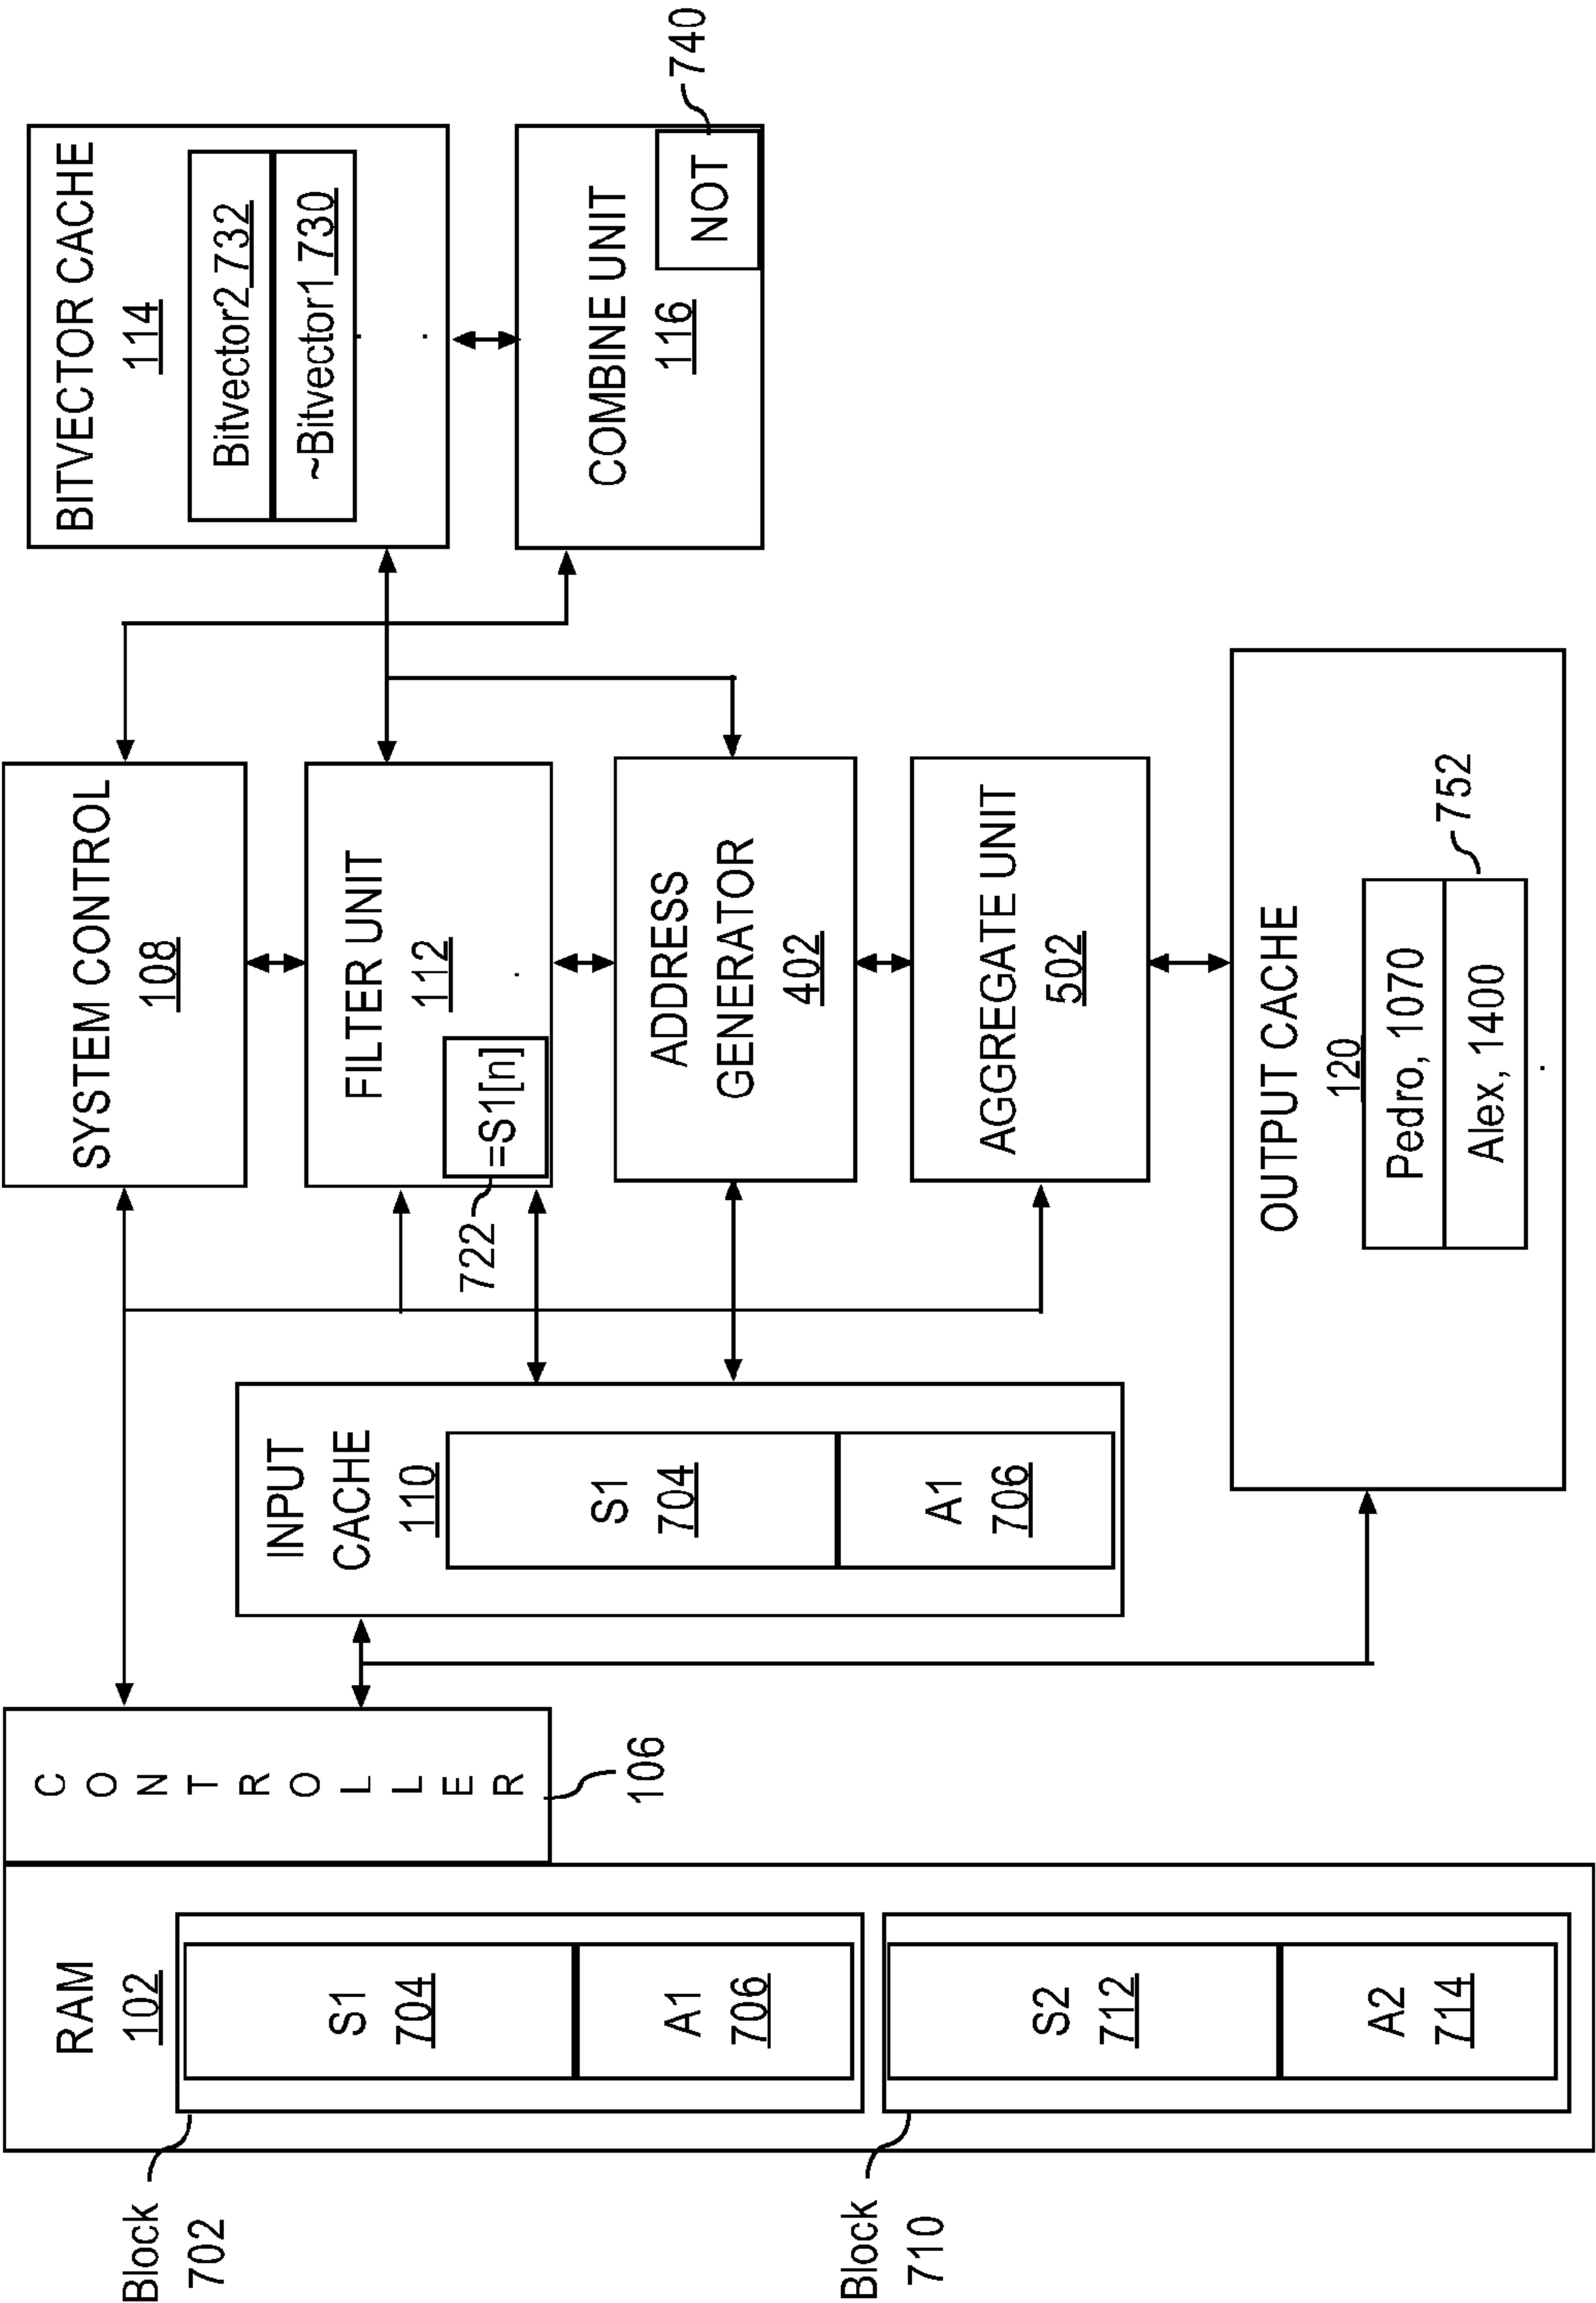 Block
702
Block
710
RAM
102
S1
704
A1
706
S2
712
A2
714
CONTROLLER
106
INPUT
CACHE
110
S1
704
A1
706
SYSTEM CONTROL
108
FILTER UNIT
112
=S1[n]
722
ADDRESS
GENERATOR
402
AGGREGATE UNIT
502
OUTPUT CACHE
120
Pedro, 1070
Alex, 1400
752
BITVECTOR CACHE
114
Bitvector2 732
~Bitvector1 730
COMBINE UNIT
116
NOT
740